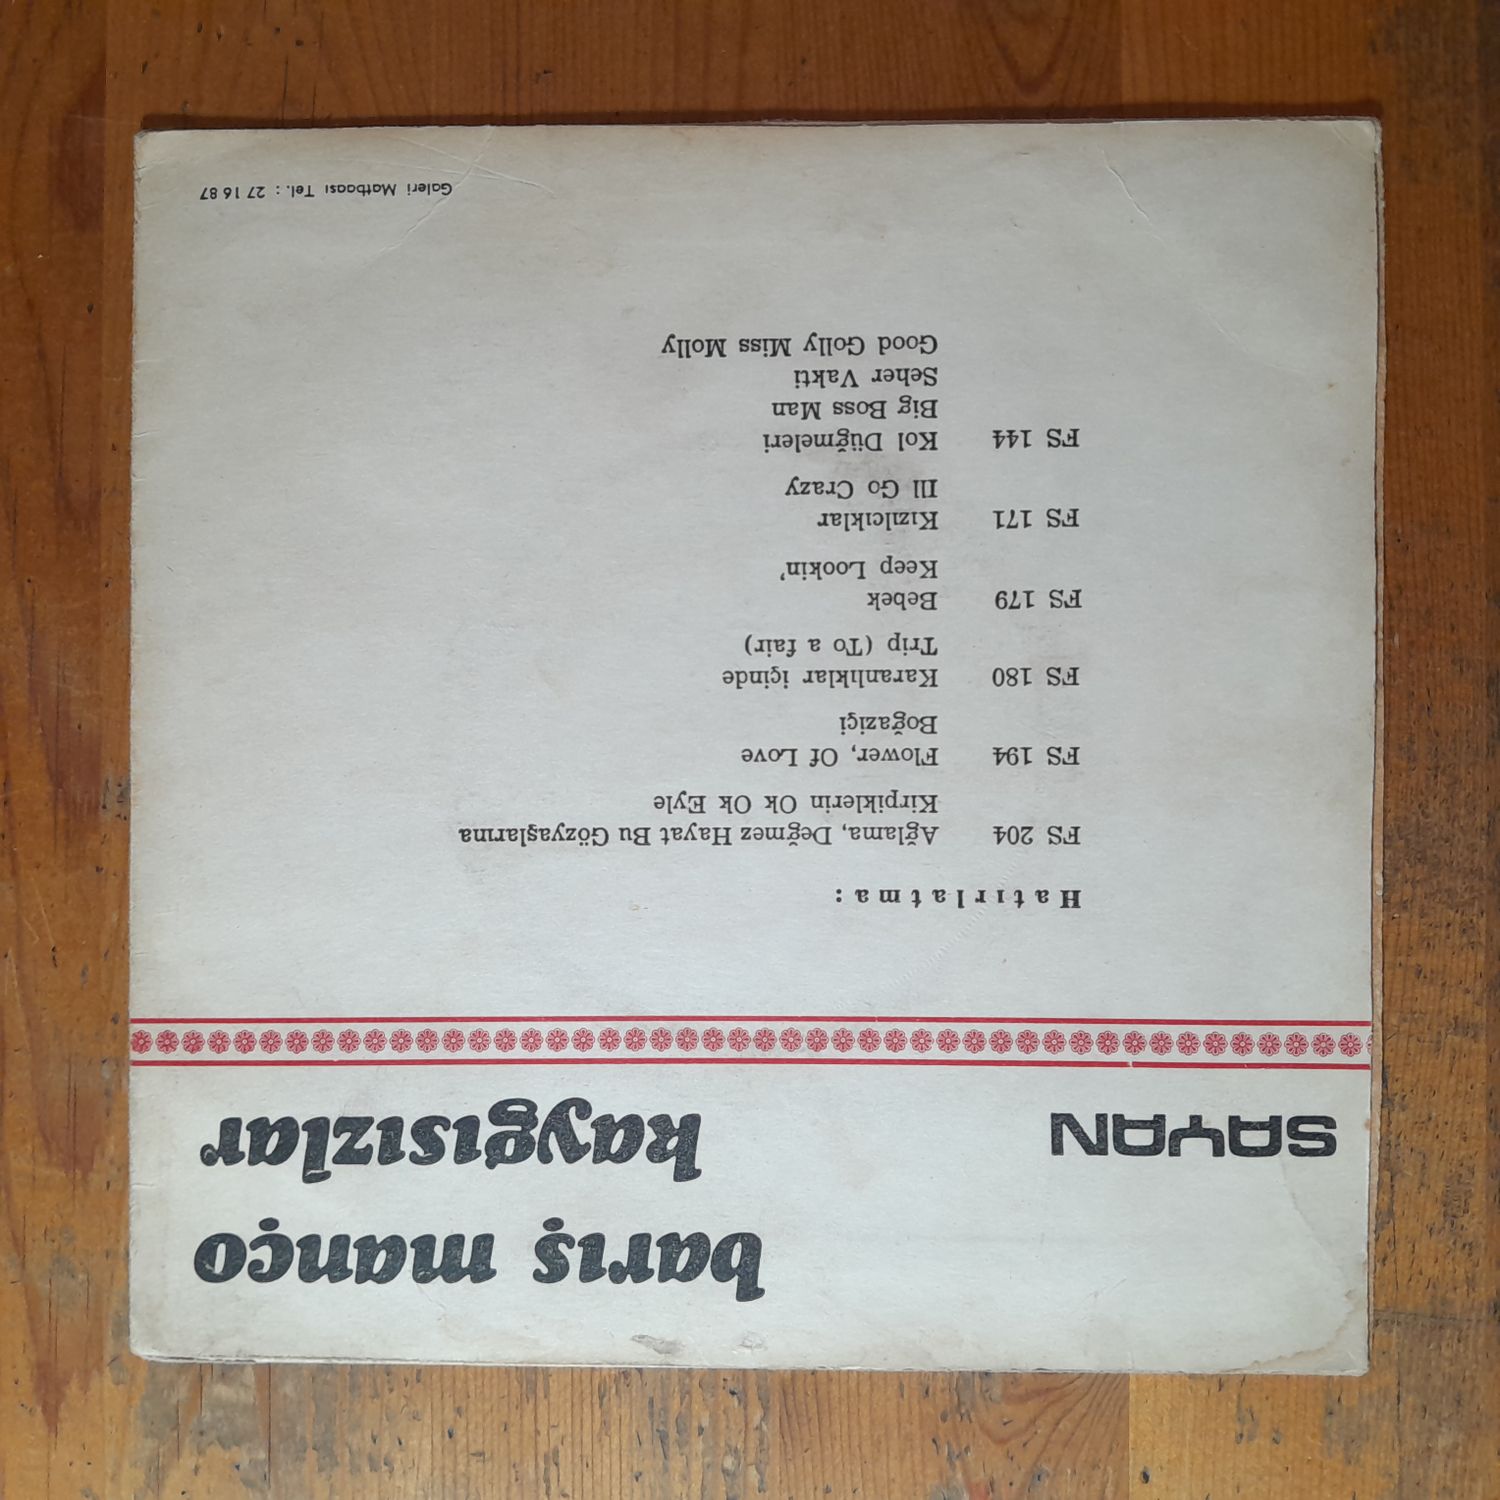 barış manço
SAYAN
kaygısızlar
Hatırlatma :
FS 204 Ağlama, Değmez Hayat Bu Gözyaşlarına
Kirpiklerin Ok Ok Eyle
FS 194 Flower, Of Love
Boğaziçi
FS 180 Karanlıklar içinde
Trip (To a fair)
FS 179 Bebek
Keep Lookin'
FS 171 Kızılcıklar
Ill Go Crazy
FS 144 Kol Düğmeleri
Big Boss Man
Seher Vakti
Good Golly Miss Molly
Galeri Matbaası Tel. : 27 16 87